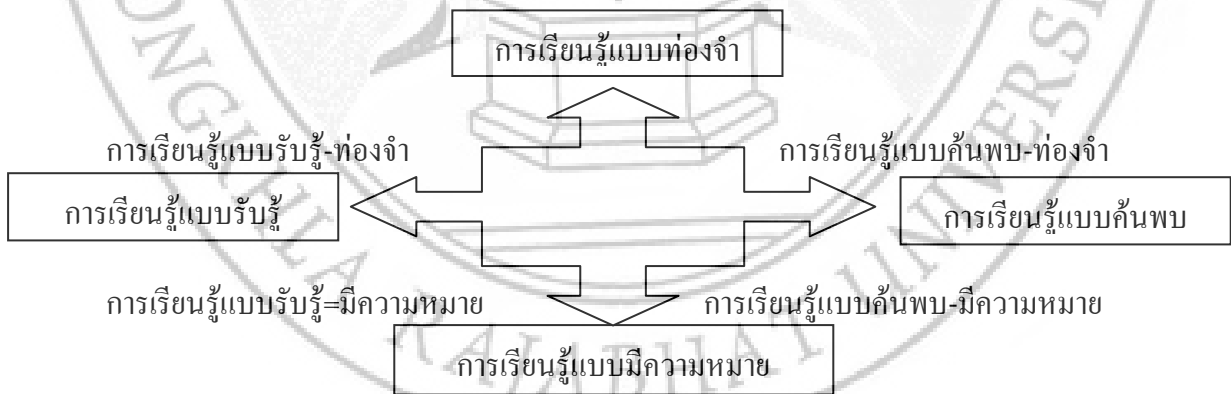 การเรียนรู้แบบท่องจำ
การเรียนรู้แบบรับรู้-ท่องจำ
การเรียนรู้แบบค้นพบ-ท่องจำ
การเรียนรู้แบบรับรู้
การเรียนรู้แบบค้นพบ
การเรียนรู้แบบรับรู้=มีความหมาย
การเรียนรู้แบบค้นพบ-มีความหมาย
การเรียนรู้แบบมีความหมาย
RAJABHAT